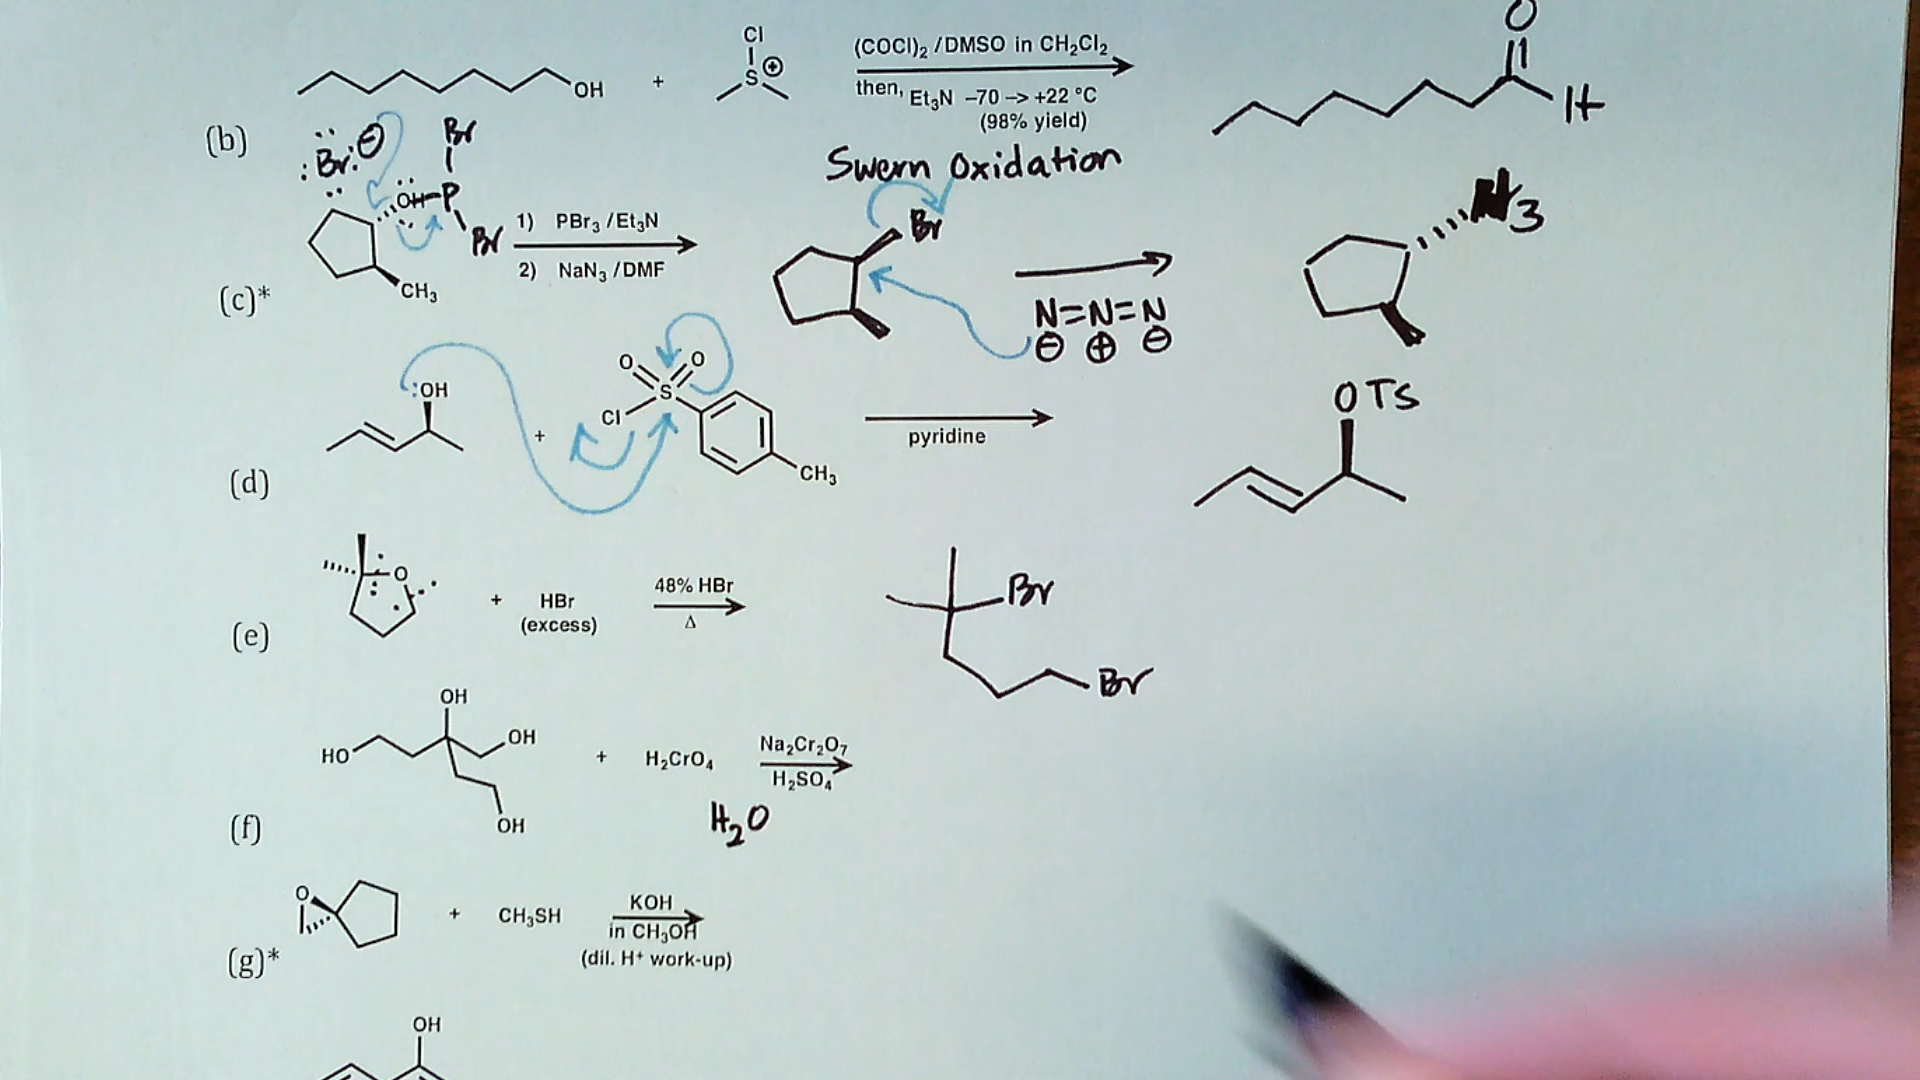 O
Cl
(COCl)₂ /DMSO in CH₂Cl₂
OH + S⊕ then, Et₃N −70 –> +22 °C H
(98% yield)
(b)
Swern Oxidation
:Br: ⊖ Br
OH P Br 1) PBr₃ /Et₃N Br N₃
2) NaN₃ /DMF
CH₃
(c)*
N=N=N
⊖ ⊕ ⊖
O O
:OH S OTS
Cl
+ pyridine
CH₃
(d)
O + HBr 48% HBr Br
(excess) Δ
(e)
Br
OH
HO OH + H₂CrO₄ Na₂Cr₂O₇
H₂SO₄
OH H₂O
(f)
O + CH₃SH KOH
in CH₃OH
(dil. H⁺ work-up)
(g)*
OH